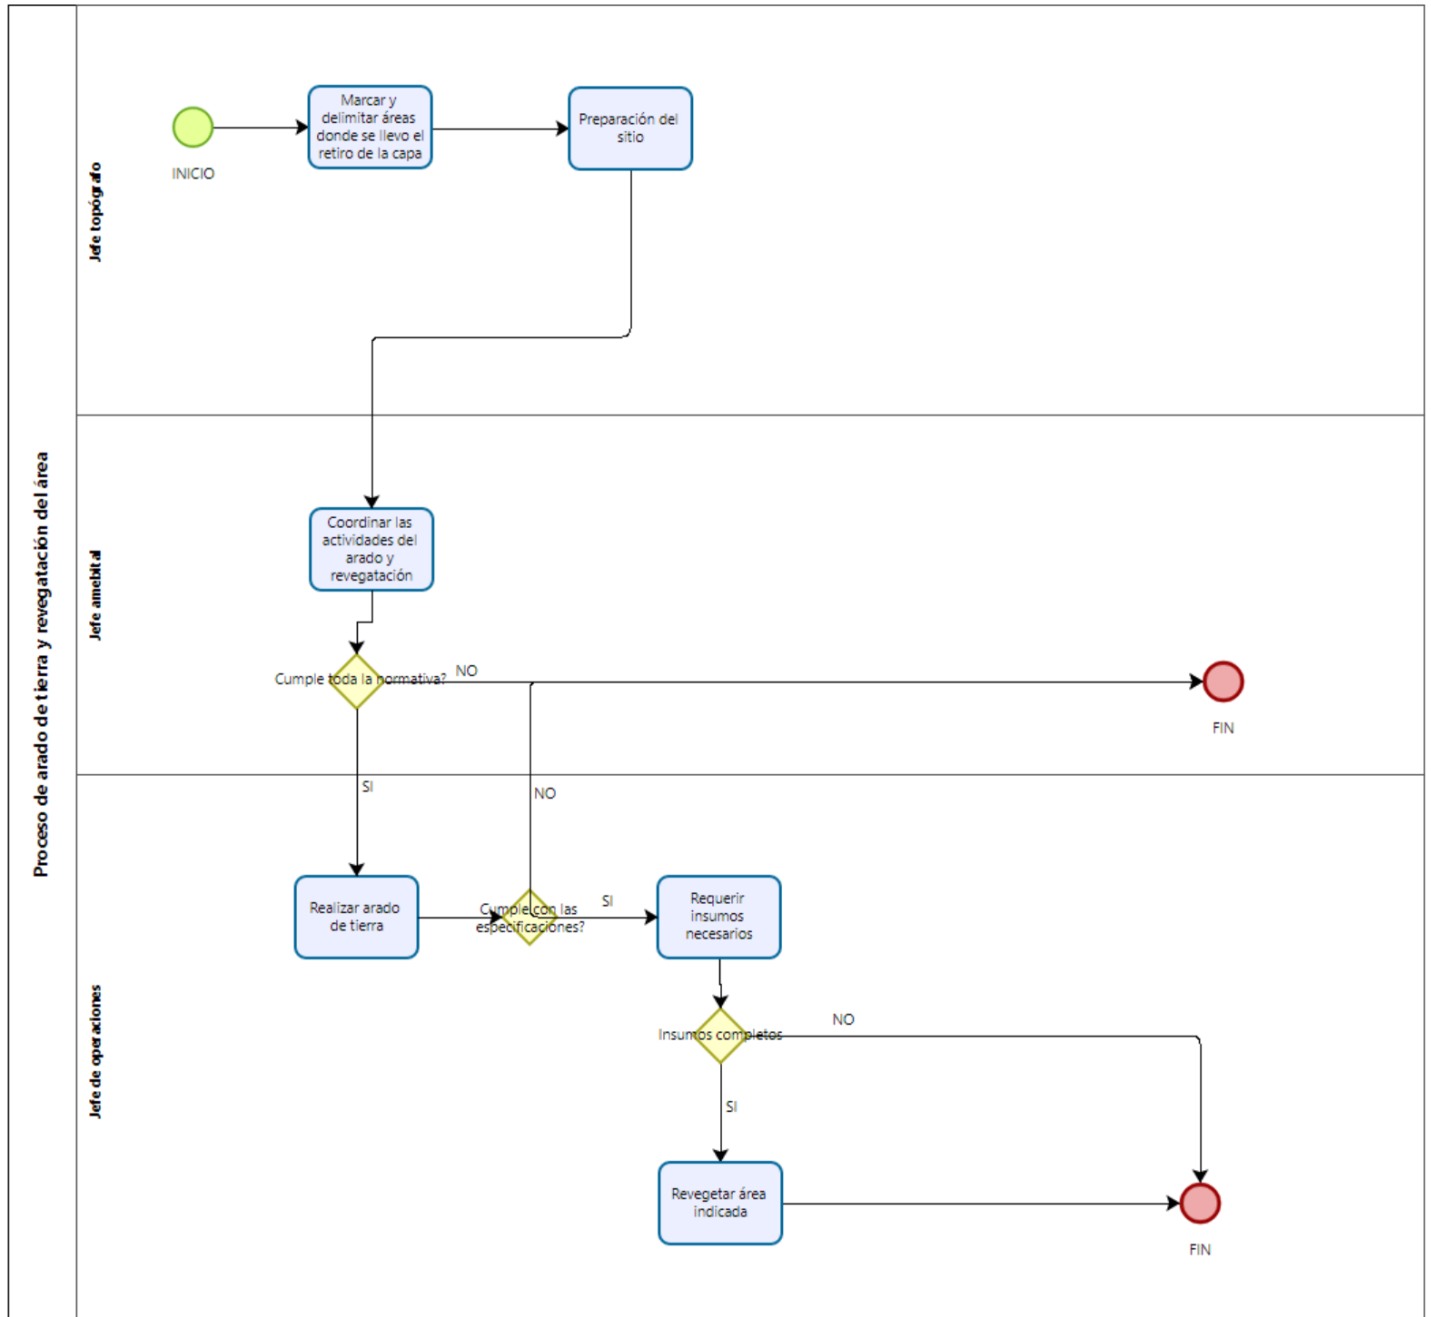 Proceso de arado de tierra y revegatación del área
Jefe topógrafo
INICIO
Marcar y
delimitar áreas
donde se llevo el
retiro de la capa
Preparación del
sitio
Jefe amebital
Coordinar las
actividades del
arado y
revegatación
Cumple toda la normativa?
NO
FIN
SI
NO
Jefe de operaciones
Realizar arado
de tierra
Cumple con las
especificaciones?
SI
Requerir
insumos
necesarios
Insumos completos
NO
SI
Revegetar área
indicada
FIN